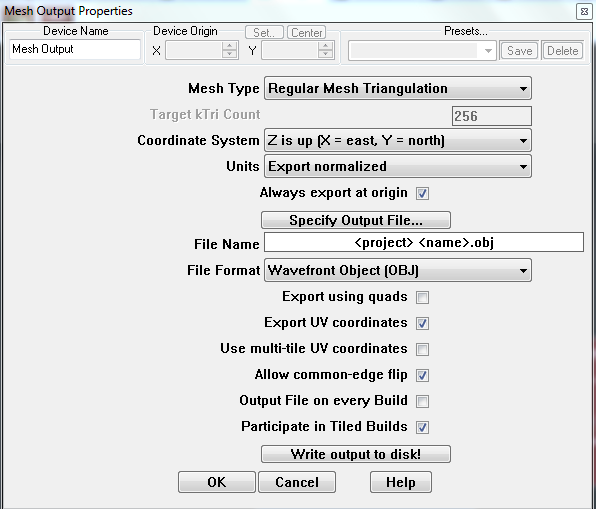 Mesh Output Properties
Device Name
Device Origin
Set..
Center
Presets...
Mesh Output
X
Y
Save
Delete
Mesh Type Regular Mesh Triangulation
Target kTri Count 256
Coordinate System Z is up (X = east, Y = north)
Units Export normalized
Always export at origin
Specify Output File...
File Name <project> <name>.obj
File Format Wavefront Object (OBJ)
Export using quads
Export UV coordinates
Use multi-tile UV coordinates
Allow common-edge flip
Output File on every Build
Participate in Tiled Builds
Write output to disk!
OK
Cancel
Help